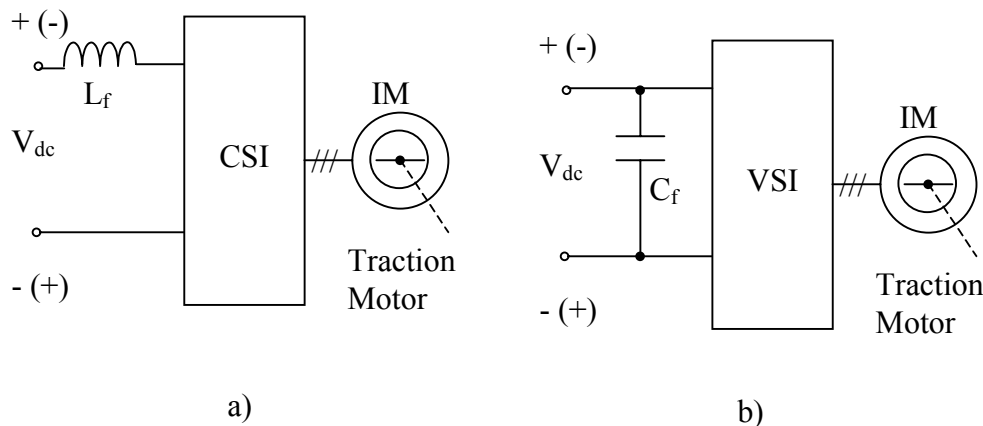 + (-)
L_f
V_dc
- (+)
CSI
IM
Traction
Motor
a)
+ (-)
V_dc
C_f
- (+)
VSI
IM
Traction
Motor
b)